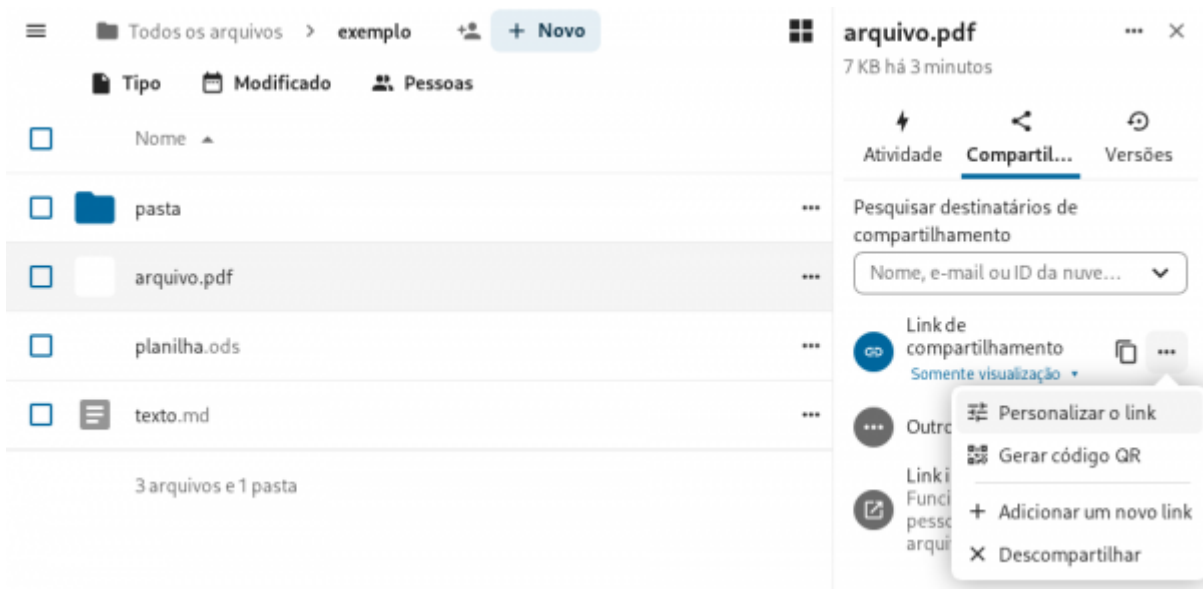 Todos os arquivos > exemplo + Novo
Tipo Modificado Pessoas
Nome
pasta
arquivo.pdf
planilha.ods
texto.md
3 arquivos e 1 pasta
arquivo.pdf
7 KB há 3 minutos
Atividade Compartil... Versões
Pesquisar destinatários de
compartilhamento
Nome, e-mail ou ID da nuve...
Link de
compartilhamento
Somente visualização
Personalizar o link
Gerar código QR
+ Adicionar um novo link
Descompartilhar